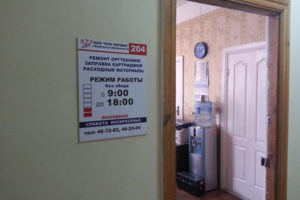 204
РЕМОНТ ОРГТЕХНИКИ
ЗАПРАВКА КАРТРИДЖЕЙ
РАСХОДНЫЕ МАТЕРИАЛЫ
РЕЖИМ РАБОТЫ
без обеда
с 9:00
до 18:00
ВЫХОДНЫЕ
СУББОТА ВОСКРЕСЕНЬЕ